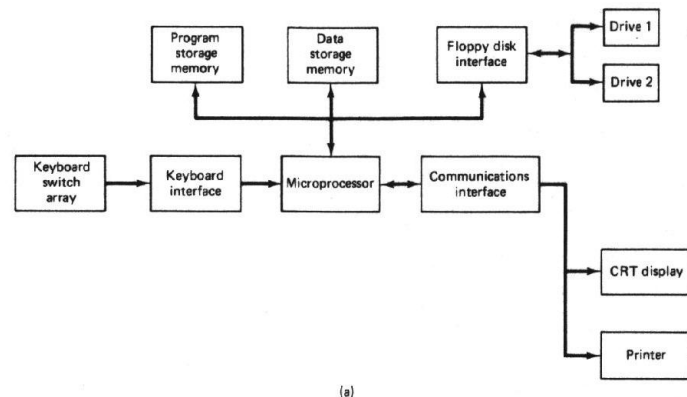 Program
storage
memory
Data
storage
memory
Floppy disk
interface
Drive 1
Drive 2
Keyboard
switch
array
Keyboard
interface
Microprocessor
Communications
interface
CRT display
Printer
(a)